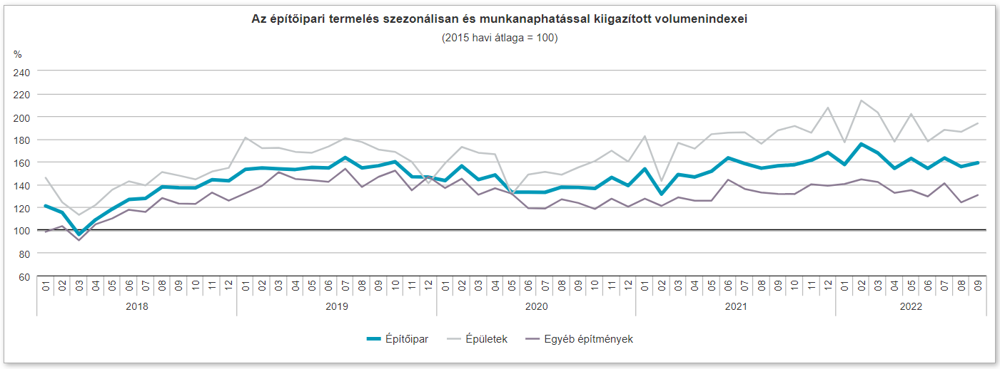 Az építőipari termelés szezonálisan és munkanaphatással kiigazított volumenindexei
(2015 havi átlaga = 100)
%
240
220
200
180
160
140
120
100
80
60
01 02 03 04 05 06 07 08 09 10 11 12 01 02 03 04 05 06 07 08 09 10 11 12 01 02 03 04 05 06 07 08 09 10 11 12 01 02 03 04 05 06 07 08 09 10 11 12 01 02 03 04 05 06 07 08 09
2018 2019 2020 2021 2022
Építőipar Épületek Egyéb építmények